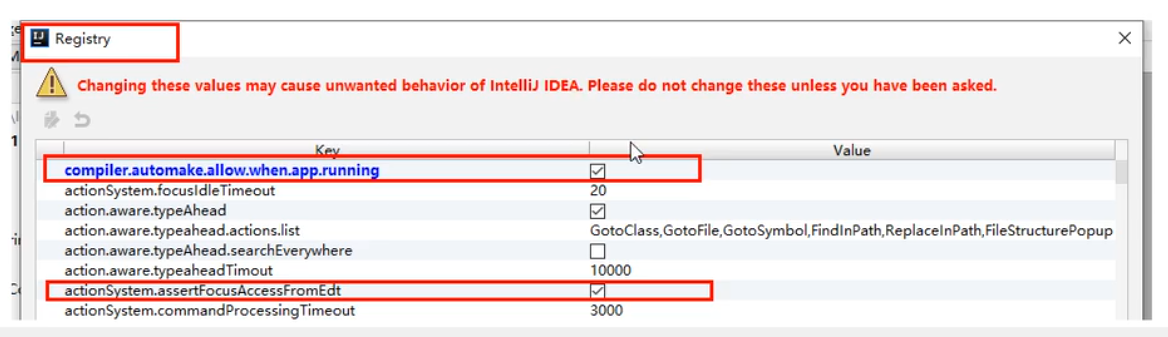 Registry
Changing these values may cause unwanted behavior of IntelliJ IDEA. Please do not change these unless you have been asked.
Key Value
compiler.automake.allow.when.app.running
actionSystem.focusIdleTimeout 20
action.aware.typeAhead
action.aware.typeahead.actions.list GotoClass,GotoFile,GotoSymbol,FindInPath,ReplaceInPath,FileStructurePopup
action.aware.typeAhead.searchEverywhere
action.aware.typeaheadTimout 10000
actionSystem.assertFocusAccessFromEdt
actionSystem.commandProcessingTimeout 3000